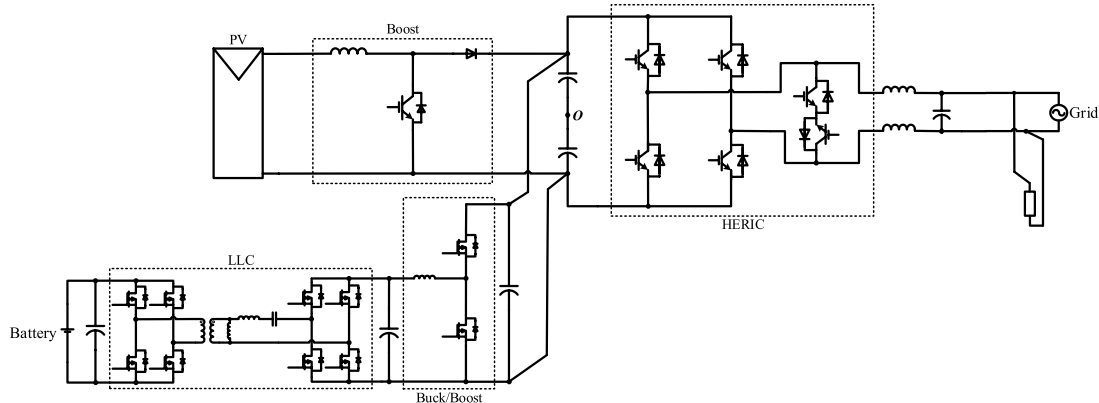 PV
Boost
O
Grid
HERIC
LLC
Battery
Buck/Boost